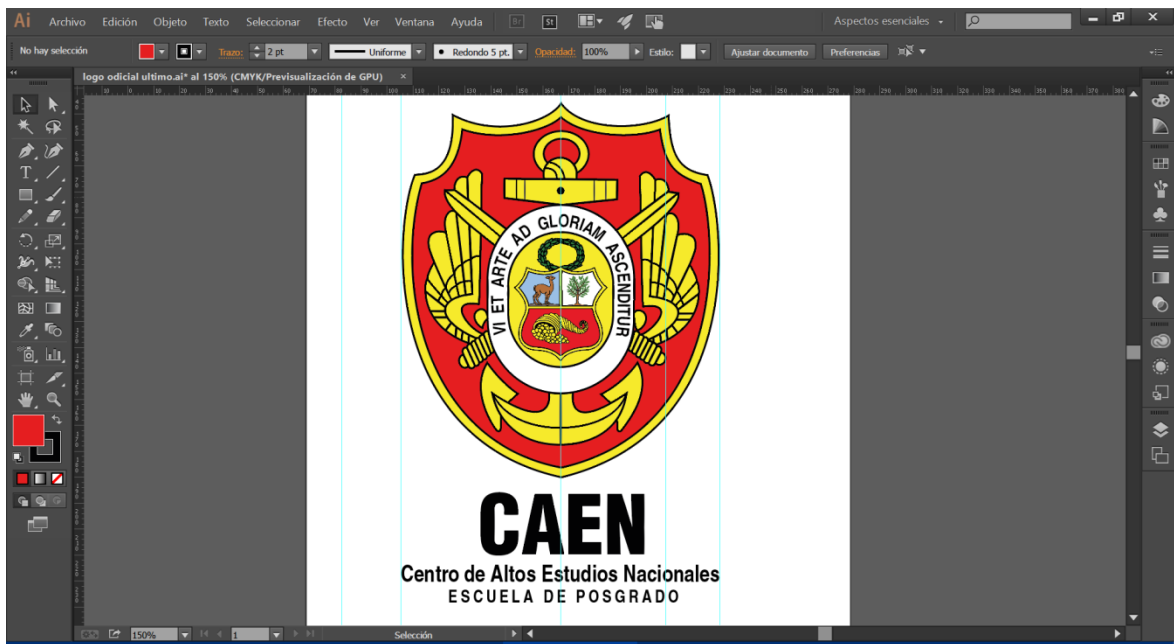 Ai Archivo Edición Objeto Texto Seleccionar Efecto Ver Ventana Ayuda Br St Aspectos esenciales
No hay selección Trazo: 2 pt Uniforme Redondo 5 pt. Opacidad: 100% Estilo: Ajustar documento Preferencias
logo odicial ultimo.ai* al 150% (CMYK/Previsualización de GPU) ×
VI ET ARTE AD GLORIAM ASCENDITUR
CAEN
Centro de Altos Estudios Nacionales
ESCUELA DE POSGRADO
150% 1 Selección